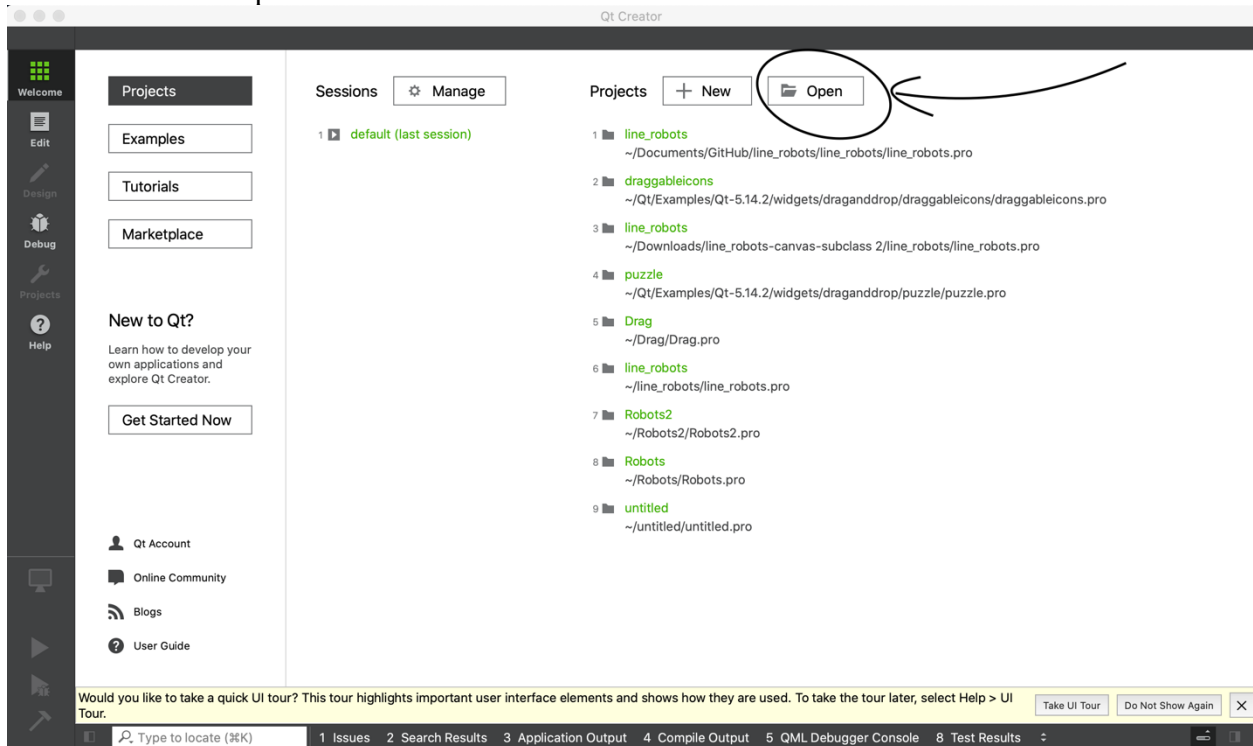 Qt Creator
Welcome
Edit
Design
Debug
Projects
Help
Projects
Examples
Tutorials
Marketplace
New to Qt?
Learn how to develop your
own applications and
explore Qt Creator.
Get Started Now
Qt Account
Online Community
Blogs
User Guide
Sessions Manage
1 default (last session)
Projects New Open
1 line_robots
~/Documents/GitHub/line_robots/line_robots/line_robots.pro
2 draggableicons
~/Qt/Examples/Qt-5.14.2/widgets/draganddrop/draggableicons/draggableicons.pro
3 line_robots
~/Downloads/line_robots-canvas-subclass 2/line_robots/line_robots.pro
4 puzzle
~/Qt/Examples/Qt-5.14.2/widgets/draganddrop/puzzle/puzzle.pro
5 Drag
~/Drag/Drag.pro
6 line_robots
~/line_robots/line_robots.pro
7 Robots2
~/Robots2/Robots2.pro
8 Robots
~/Robots/Robots.pro
9 untitled
~/untitled/untitled.pro
Would you like to take a quick UI tour? This tour highlights important user interface elements and shows how they are used. To take the tour later, select Help > UI
Tour.
Take UI Tour Do Not Show Again
Type to locate (⌘K) 1 Issues 2 Search Results 3 Application Output 4 Compile Output 5 QML Debugger Console 8 Test Results